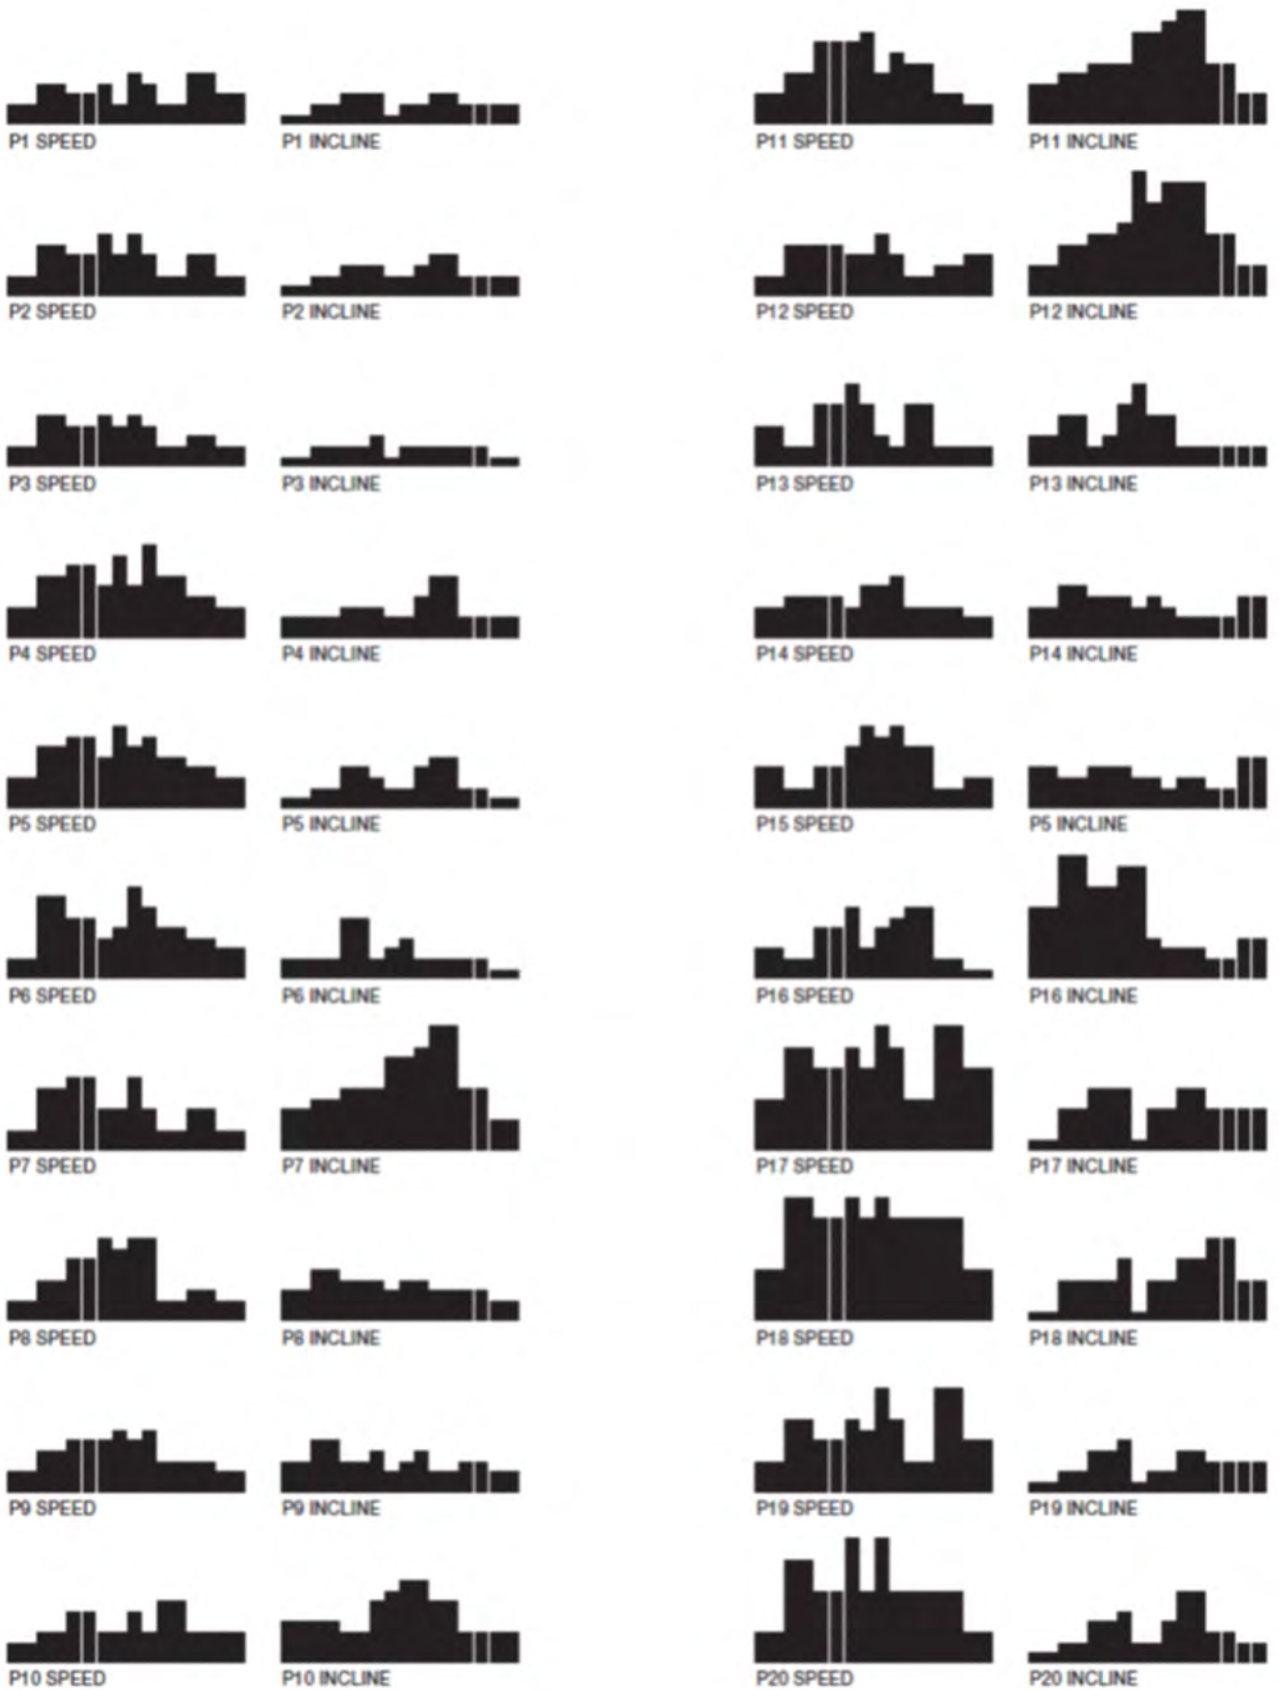 P1 SPEED P1 INCLINE P11 SPEED P11 INCLINE
P2 SPEED P2 INCLINE P12 SPEED P12 INCLINE
P3 SPEED P3 INCLINE P13 SPEED P13 INCLINE
P4 SPEED P4 INCLINE P14 SPEED P14 INCLINE
P5 SPEED P5 INCLINE P15 SPEED P5 INCLINE
P6 SPEED P6 INCLINE P16 SPEED P16 INCLINE
P7 SPEED P7 INCLINE P17 SPEED P17 INCLINE
P8 SPEED P8 INCLINE P18 SPEED P18 INCLINE
P9 SPEED P9 INCLINE P19 SPEED P19 INCLINE
P10 SPEED P10 INCLINE P20 SPEED P20 INCLINE